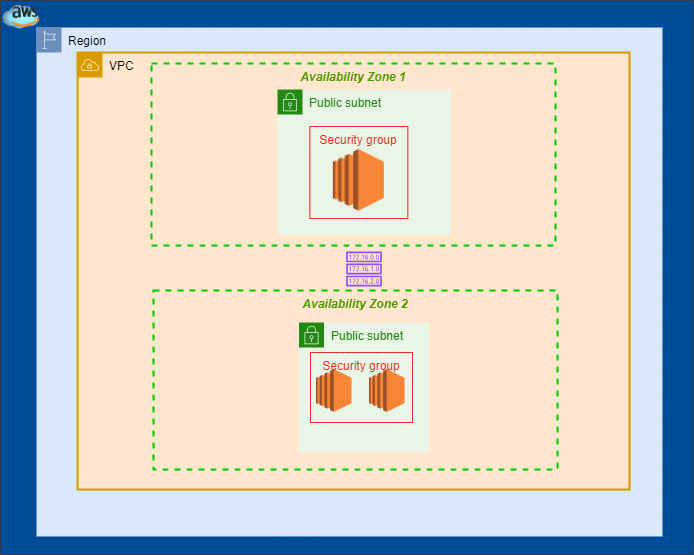 aws
Region
VPC
Availability Zone 1
Public subnet
Security group
172.16.0.0
172.16.1.0
172.16.2.0
Availability Zone 2
Public subnet
Security group